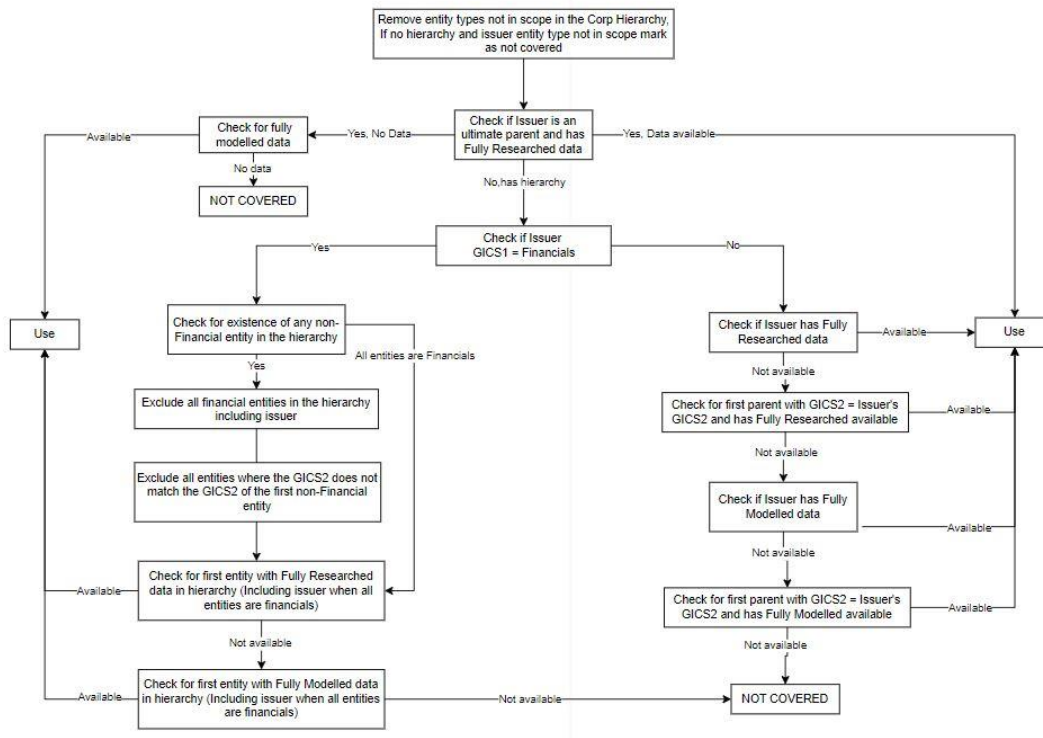 Remove entity types not in scope in the Corp Hierarchy,
If no hierarchy and issuer entity type not in scope mark
as not covered
Available
Check for fully
modelled data
Yes, No Data
Check if Issuer is an
ultimate parent and has
Fully Researched data
Yes, Data available
No data
No,has hierarchy
NOT COVERED
Check if Issuer
GICS1 = Financials
Yes
No
Use
Check for existence of any non-
Financial entity in the hierarchy
Check if Issuer has Fully
Researched data
Available
Use
All entities are Financials
Yes
Not available
Exclude all financial entities in the hierarchy
including issuer
Check for first parent with GICS2 = Issuer's
GICS2 and has Fully Researched available
Available
Not available
Exclude all entities where the GICS2 does not
match the GICS2 of the first non-Financial
entity
Check if Issuer has Fully
Modelled data
Available
Not available
Available
Check for first entity with Fully Researched
data in hierarchy (Including issuer when all
entities are financials)
Check for first parent with GICS2 = Issuer's
GICS2 and has Fully Modelled available
Available
Not available
Not available
Available
Check for first entity with Fully Modelled data
in hierarchy (Including issuer when all entities
are financials)
Not available
NOT COVERED